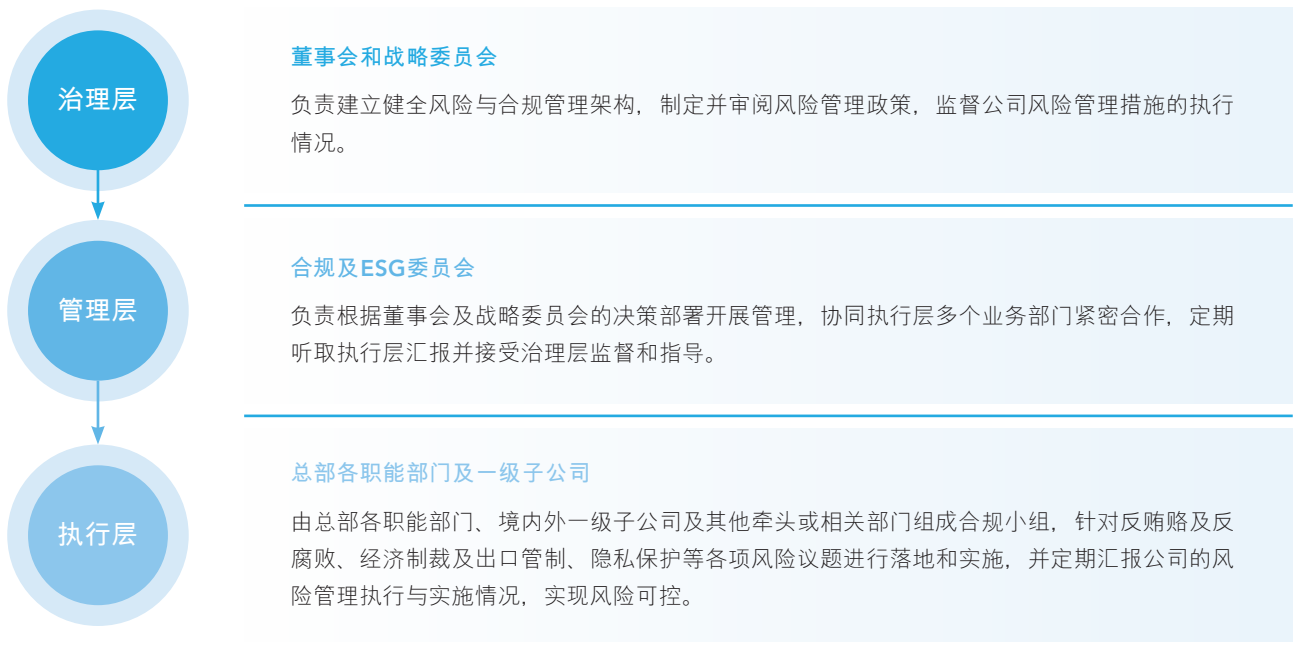 治理层
董事会和战略委员会
负责建立健全风险与合规管理架构，制定并审阅风险管理政策，监督公司风险管理措施的执行
情况。
管理层
合规及ESG委员会
负责根据董事会及战略委员会的决策部署开展管理，协同执行层多个业务部门紧密合作，定期
听取执行层汇报并接受治理层监督和指导。
执行层
总部各职能部门及一级子公司
由总部各职能部门、境内外一级子公司及其他牵头或相关部门组成合规小组，针对反贿赂及反
腐败、经济制裁及出口管制、隐私保护等各项风险议题进行落地和实施，并定期汇报公司的风
险管理执行与实施情况，实现风险可控。